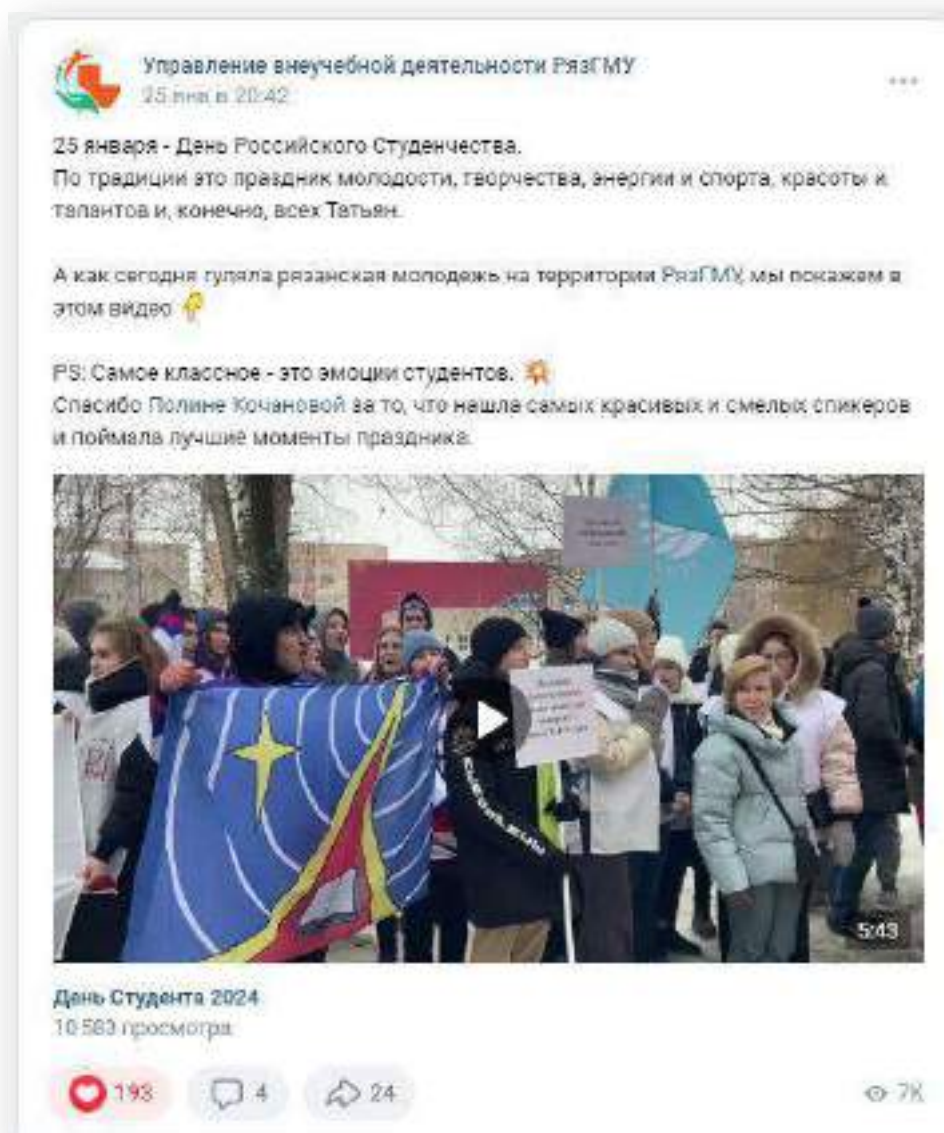 Управление внеучебной деятельности РязГМУ
25 янв в 20:42
25 января - День Российского Студенчества.
По традиции это праздник молодости, творчества, энергии и спорта, красоты и
талантов и, конечно, всех Татьян.
А как сегодня гуляла рязанская молодежь на территории РязГМУ, мы покажем в
этом видео
PS: Самое классное - это эмоции студентов.
Спасибо Полине Кочановой за то, что нашла самых красивых и смелых спикеров
и поймала лучшие моменты праздника.
5:43
День Студента 2024
10 583 просмотра
193 4 24 7K